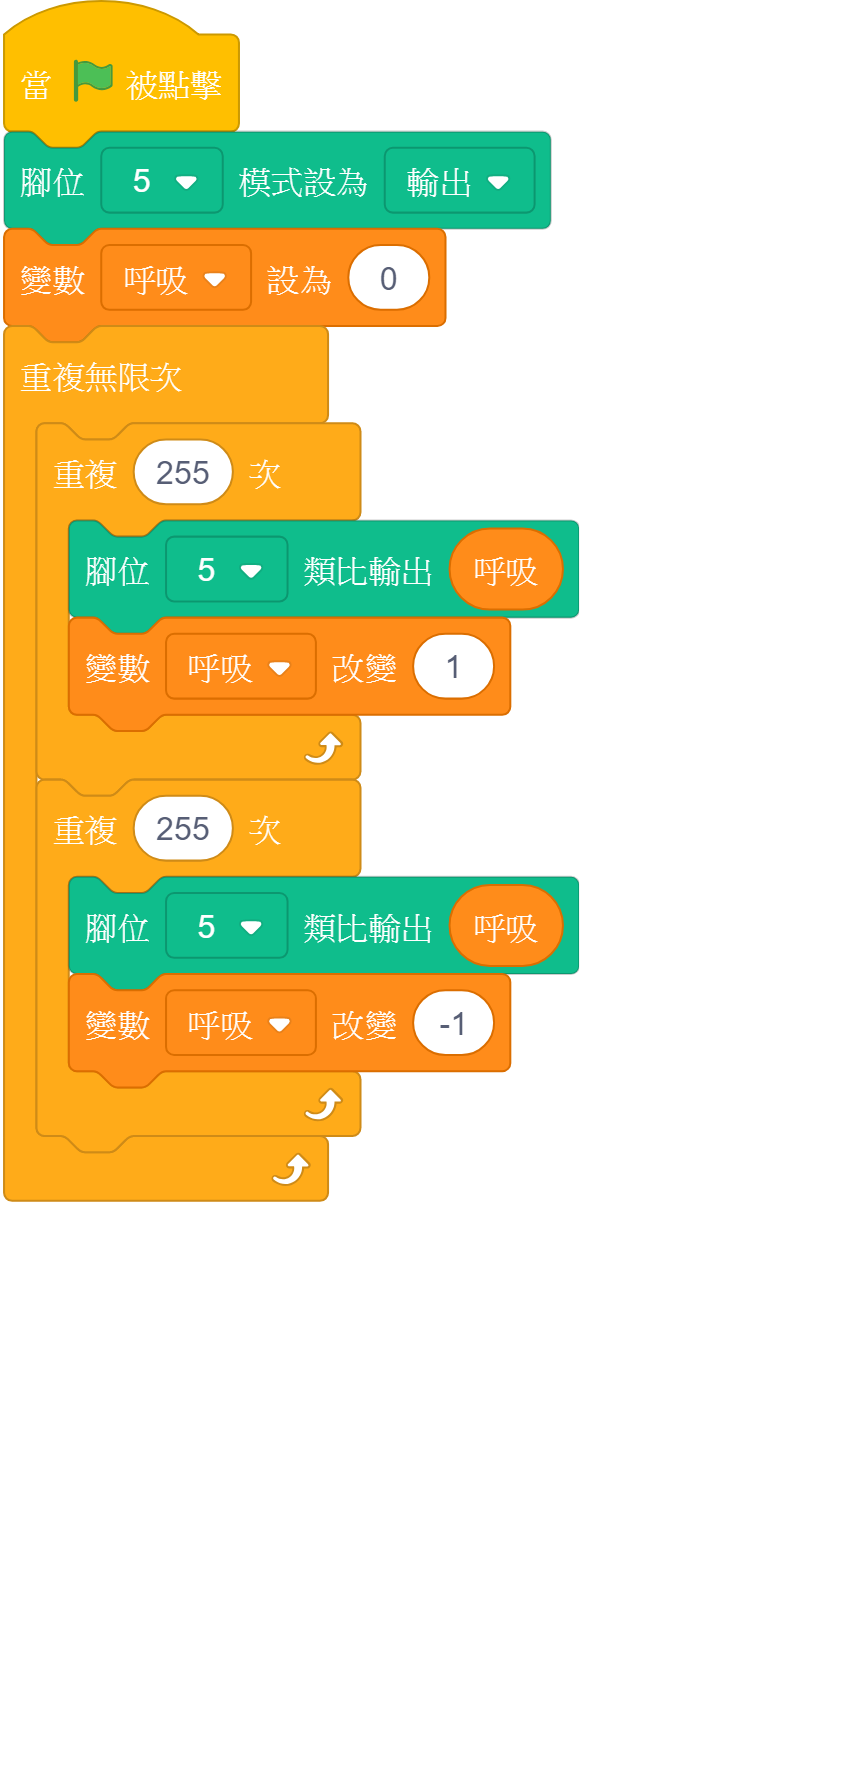 當 被點擊
腳位 5 模式設為 輸出
變數 呼吸 設為 0
重複無限次
重複 255 次
腳位 5 類比輸出 呼吸
變數 呼吸 改變 1
重複 255 次
腳位 5 類比輸出 呼吸
變數 呼吸 改變 -1